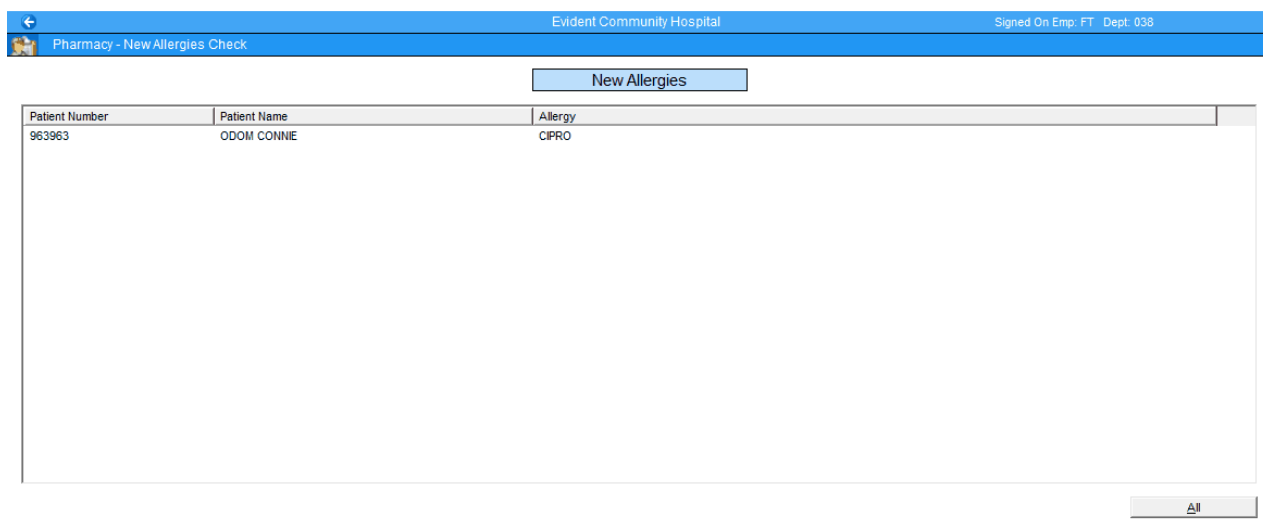 Evident Community Hospital Signed On Emp: FT Dept: 038
Pharmacy - New Allergies Check
New Allergies
Patient Number Patient Name Allergy
963963 ODOM CONNIE CIPRO
All